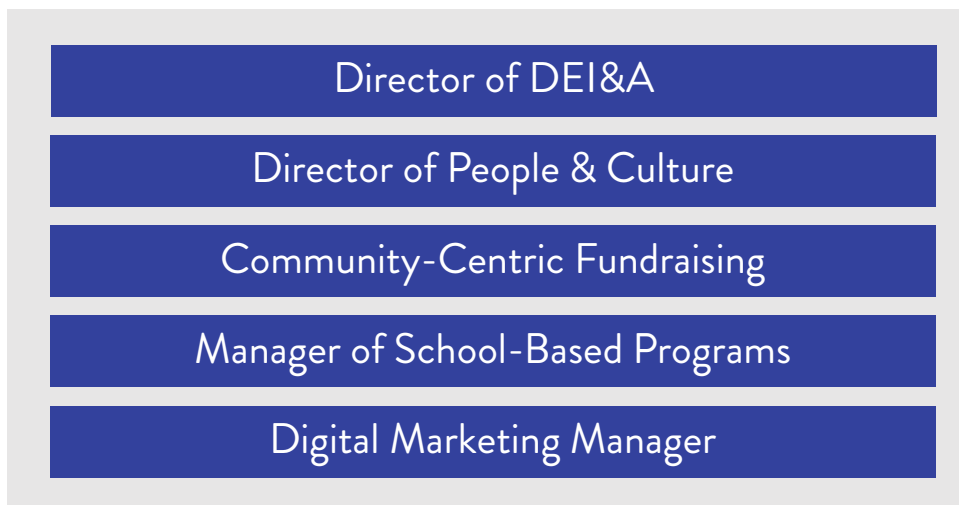 Director of DEI&A
Director of People & Culture
Community-Centric Fundraising
Manager of School-Based Programs
Digital Marketing Manager